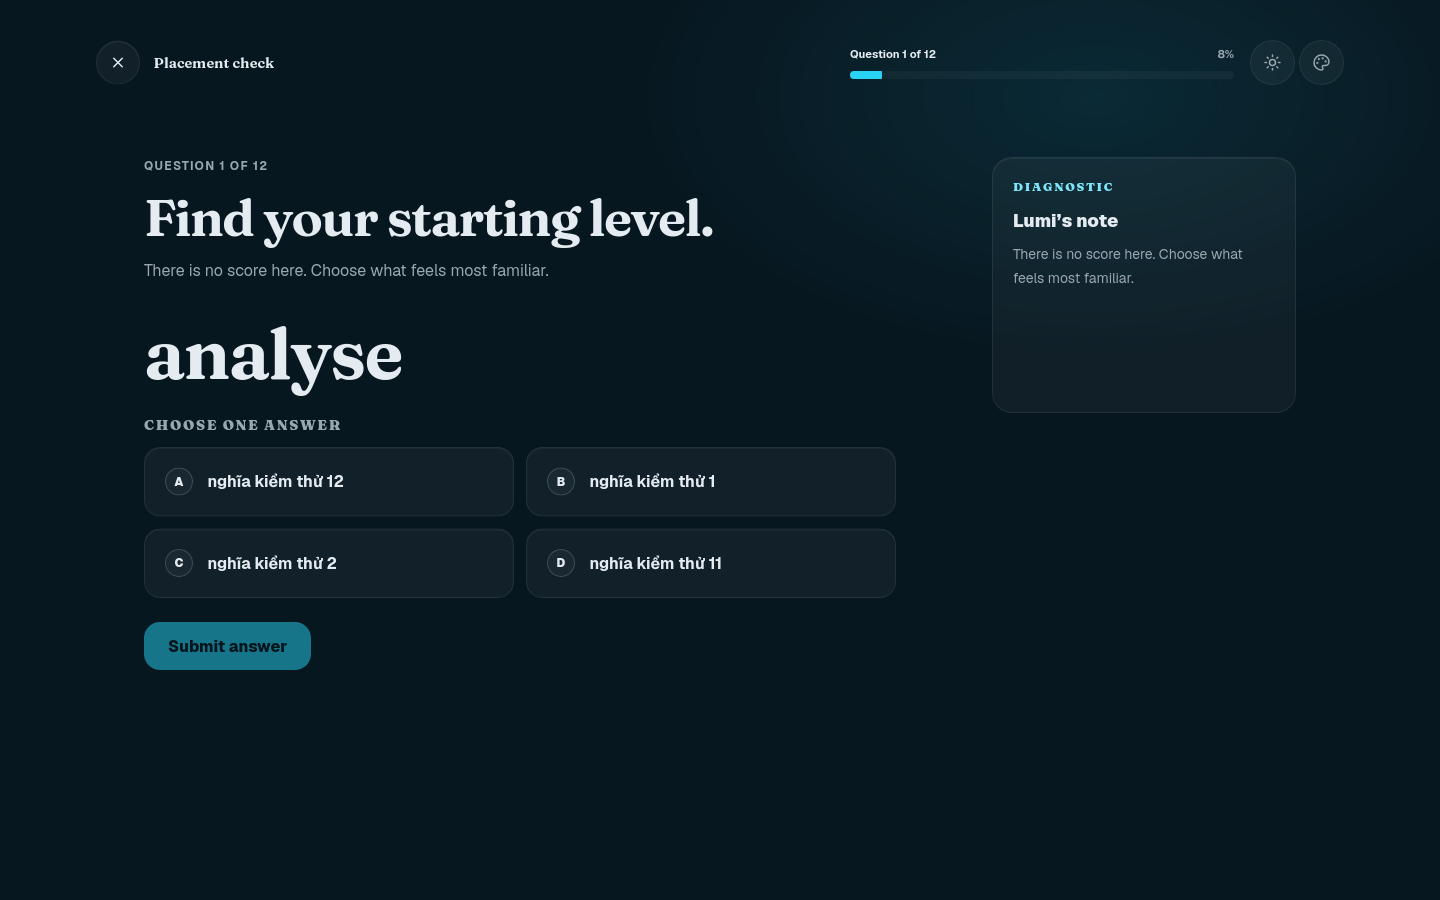 Placement check
Question 1 of 12
8%
QUESTION 1 OF 12
Find your starting level.
There is no score here. Choose what feels most familiar.
analyse
CHOOSE ONE ANSWER
A nghĩa kiểm thử 12
B nghĩa kiểm thử 1
C nghĩa kiểm thử 2
D nghĩa kiểm thử 11
Submit answer
DIAGNOSTIC
Lumi’s note
There is no score here. Choose what
feels most familiar.